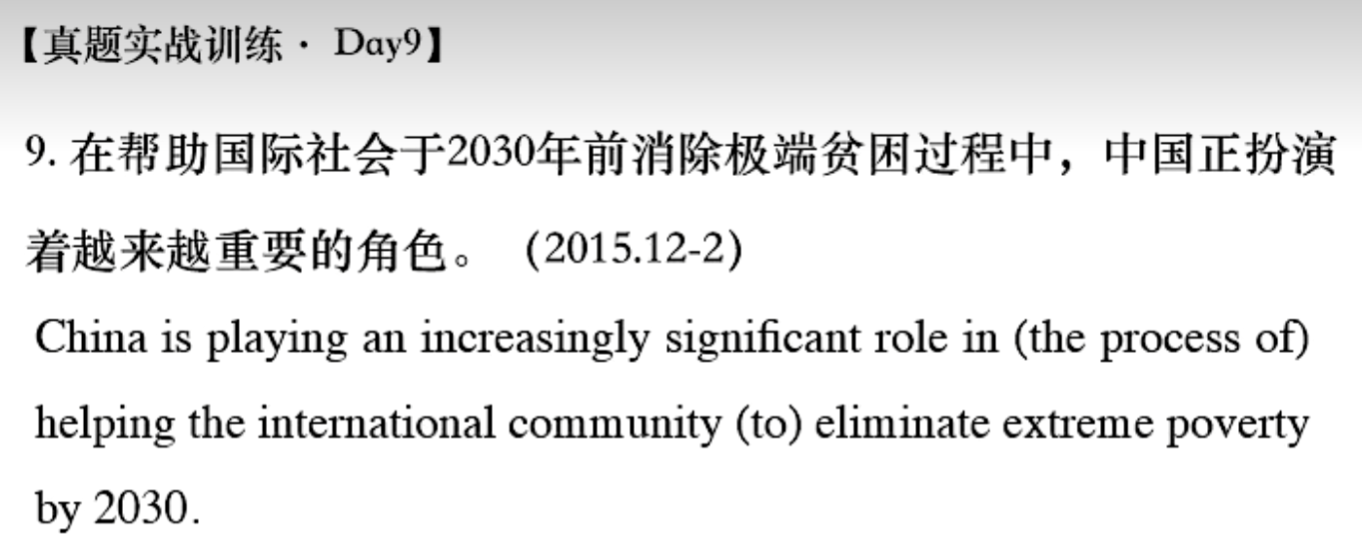 【真题实战训练· Day9】
9. 在帮助国际社会于2030年前消除极端贫困过程中，中国正扮演
着越来越重要的角色。（2015.12-2）
China is playing an increasingly significant role in (the process of)
helping the international community (to) eliminate extreme poverty
by 2030.